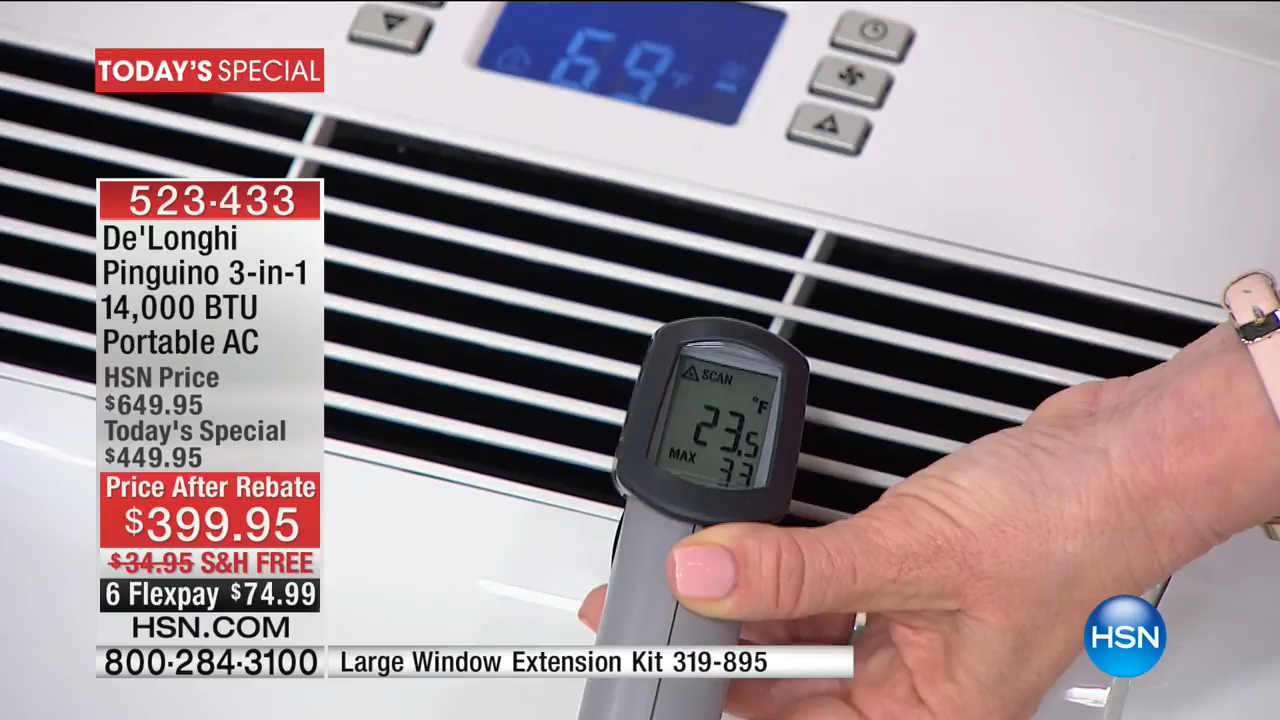 TODAY'S SPECIAL
69°F
523-433
De'Longhi
Pinguino 3-in-1
14,000 BTU
Portable AC
HSN Price
$649.95
Today's Special
$449.95
Price After Rebate
$399.95
$34.95 S&H FREE
6 Flexpay $74.99
HSN.COM
800-284-3100
Large Window Extension Kit 319-895
SCAN
°F
23.5
MAX
33
HSN